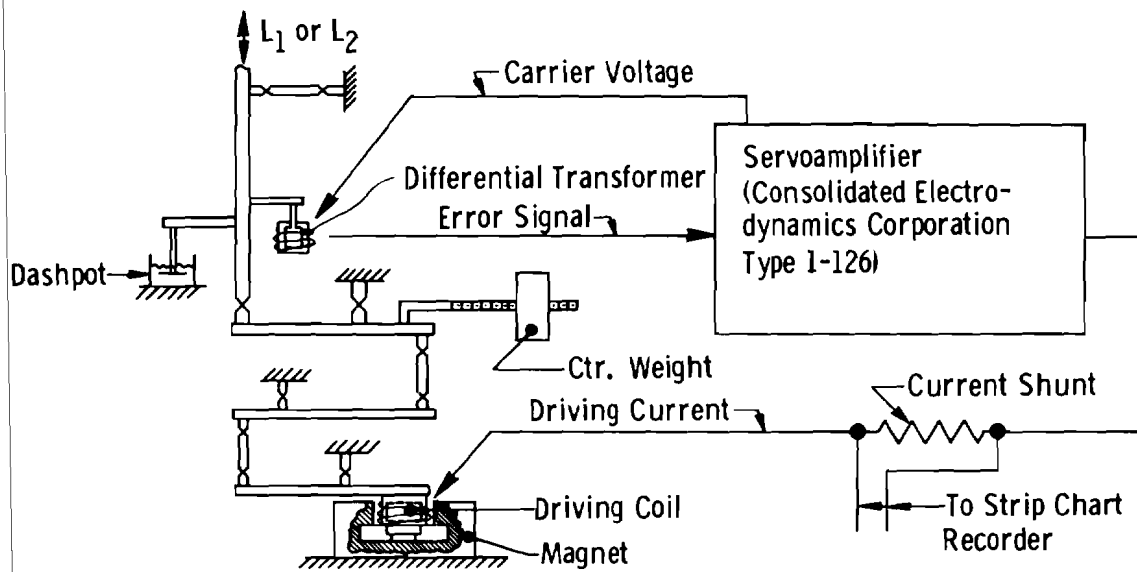 L1 or L2
Carrier Voltage
Servoamplifier
(Consolidated Electro-
dynamics Corporation
Type 1-126)
Differential Transformer
Error Signal
Dashpot
Ctr. Weight
Current Shunt
Driving Current
Driving Coil
To Strip Chart
Recorder
Magnet